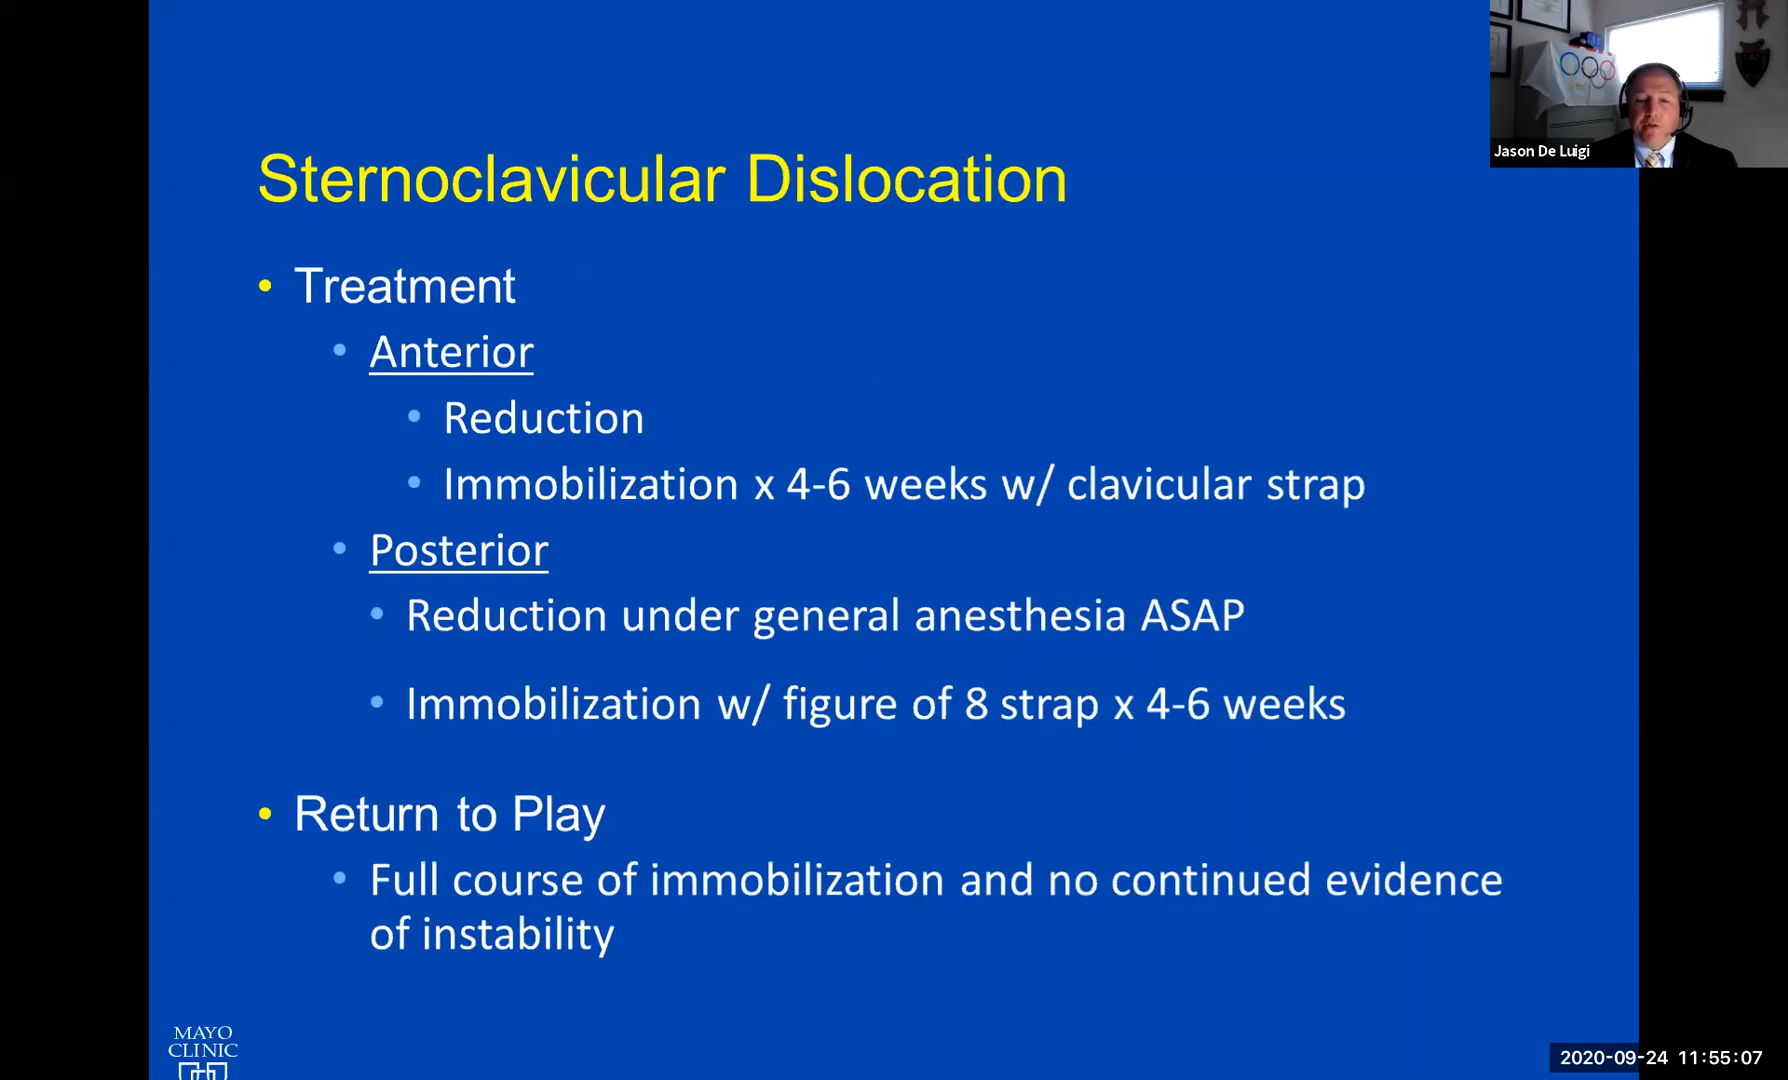 Sternoclavicular Dislocation
• Treatment
• Anterior
• Reduction
• Immobilization x 4-6 weeks w/ clavicular strap
• Posterior
• Reduction under general anesthesia ASAP
• Immobilization w/ figure of 8 strap x 4-6 weeks
• Return to Play
• Full course of immobilization and no continued evidence
of instability
MAYO
CLINIC
Jason De Luigi
2020-09-24 11:55:07